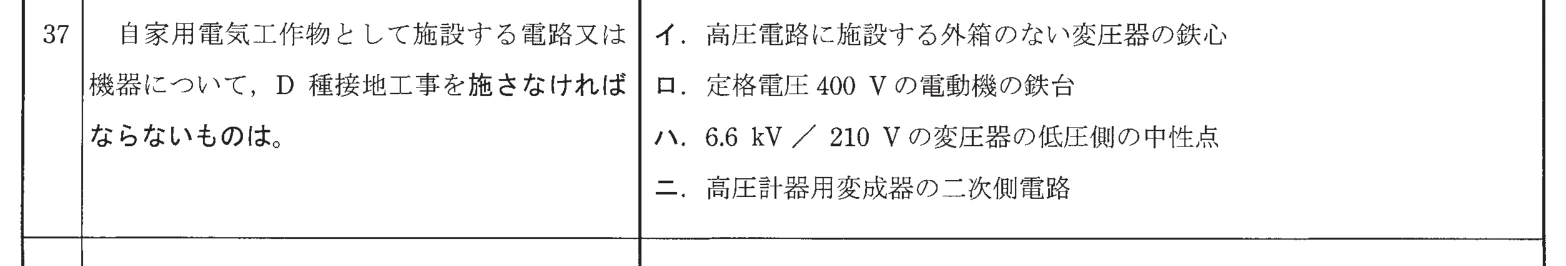 37
自家用電気工作物として施設する電路又は
機器について，D 種接地工事を施さなければ
ならないものは。
イ．高圧電路に施設する外箱のない変圧器の鉄心
ロ．定格電圧 400 V の電動機の鉄台
ハ．6.6 kV ／ 210 V の変圧器の低圧側の中性点
ニ．高圧計器用変成器の二次側電路